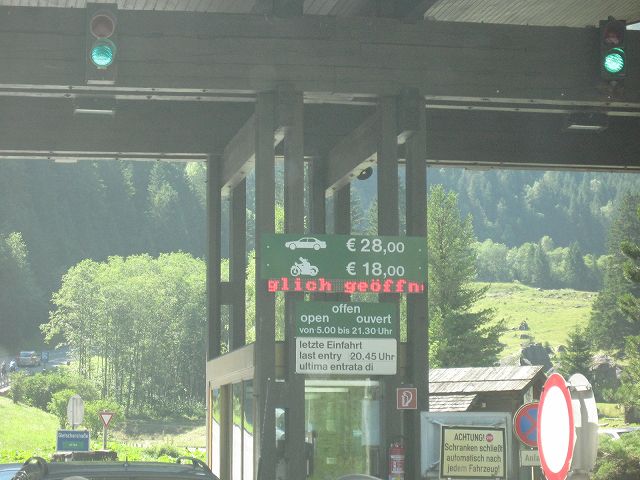 € 28,00
€ 18,00
glich geöffn
offen
open ouvert
von 5.00 bis 21.30 Uhr
letzte Einfahrt
last entry 20.45 Uhr
ultima entrata di
ACHTUNG!
Schranken schließt
automatisch nach
jedem Fahrzeug!